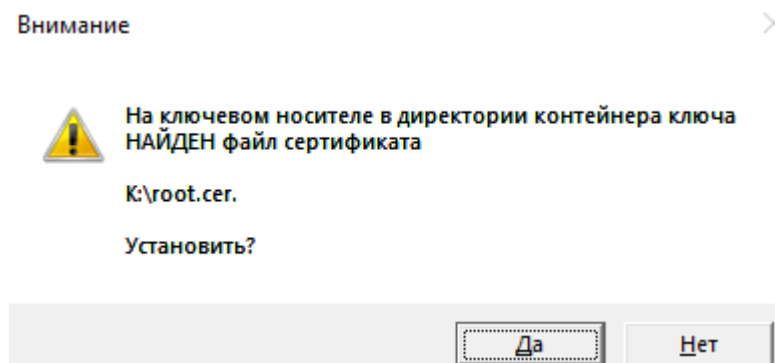 Внимание
На ключевом носителе в директории контейнера ключа
НАЙДЕН файл сертификата
K:\root.cer.
Установить?
Да
Нет